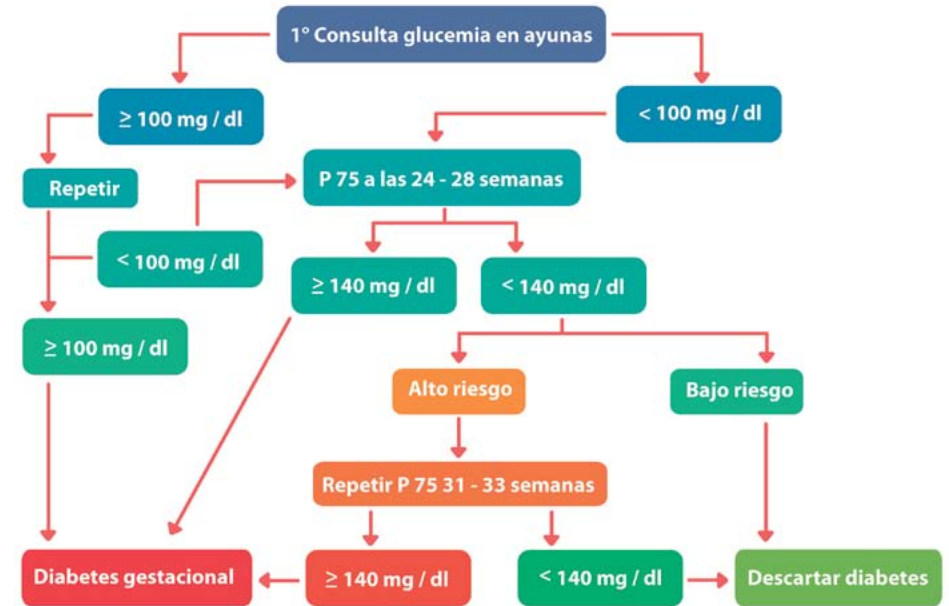 1° Consulta glucemia en ayunas
≥ 100 mg / dl
< 100 mg / dl
Repetir
P 75 a las 24 - 28 semanas
< 100 mg / dl
≥ 140 mg / dl
< 140 mg / dl
≥ 100 mg / dl
Alto riesgo
Bajo riesgo
Repetir P 75 31 - 33 semanas
Diabetes gestacional
≥ 140 mg / dl
< 140 mg / dl
Descartar diabetes